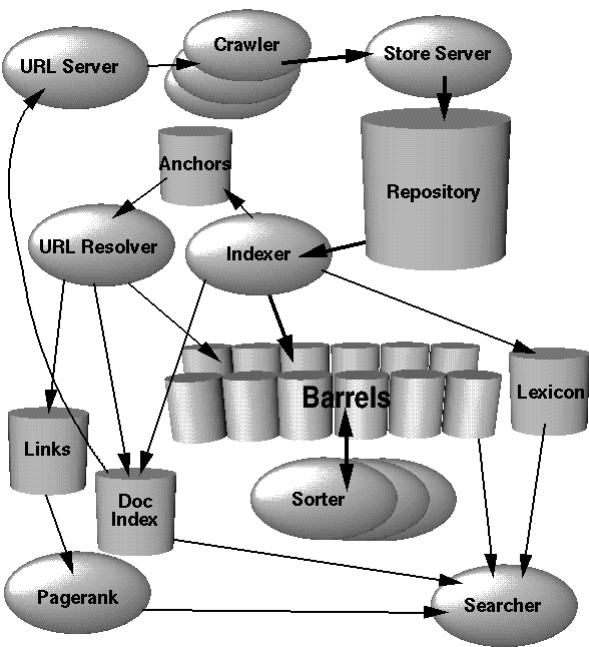 URL Server
Crawler
Store Server
Anchors
Repository
URL Resolver
Indexer
Barrels
Lexicon
Links
Doc
Index
Sorter
Pagerank
Searcher